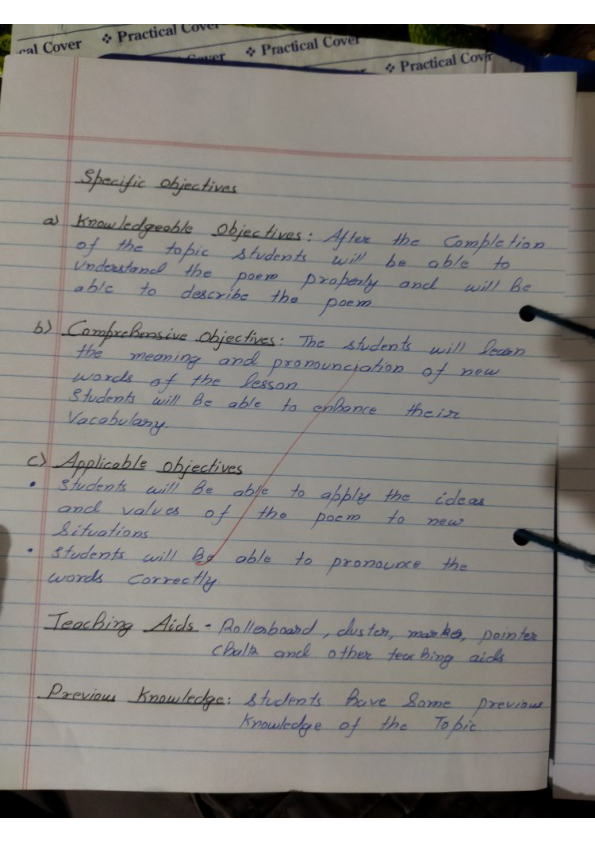 cal Cover ❖ Practical Cover
Cover ❖ Practical Cover
❖ Practical Cover
Specific Objectives
a) Knowledgeable Objectives: After the Completion
of the topic students will be able to
understand the poem properly and will Be
able to describe the poem
b) Comprehensive Objectives: The students will learn
the meaning and pronounciation of new
words of the lesson
Students will Be able to enhance their
Vacabulary
c) Applicable Objectives
• Students will Be able to apply the ideas
and values of the poem to new
Situations
• Students will Be able to pronounce the
words correctly
Teaching Aids - Rollerboard, duster, marker, pointer
chalk and other teaching aids
Previous Knowledge: Students have Some previous
Knowledge of the Topic